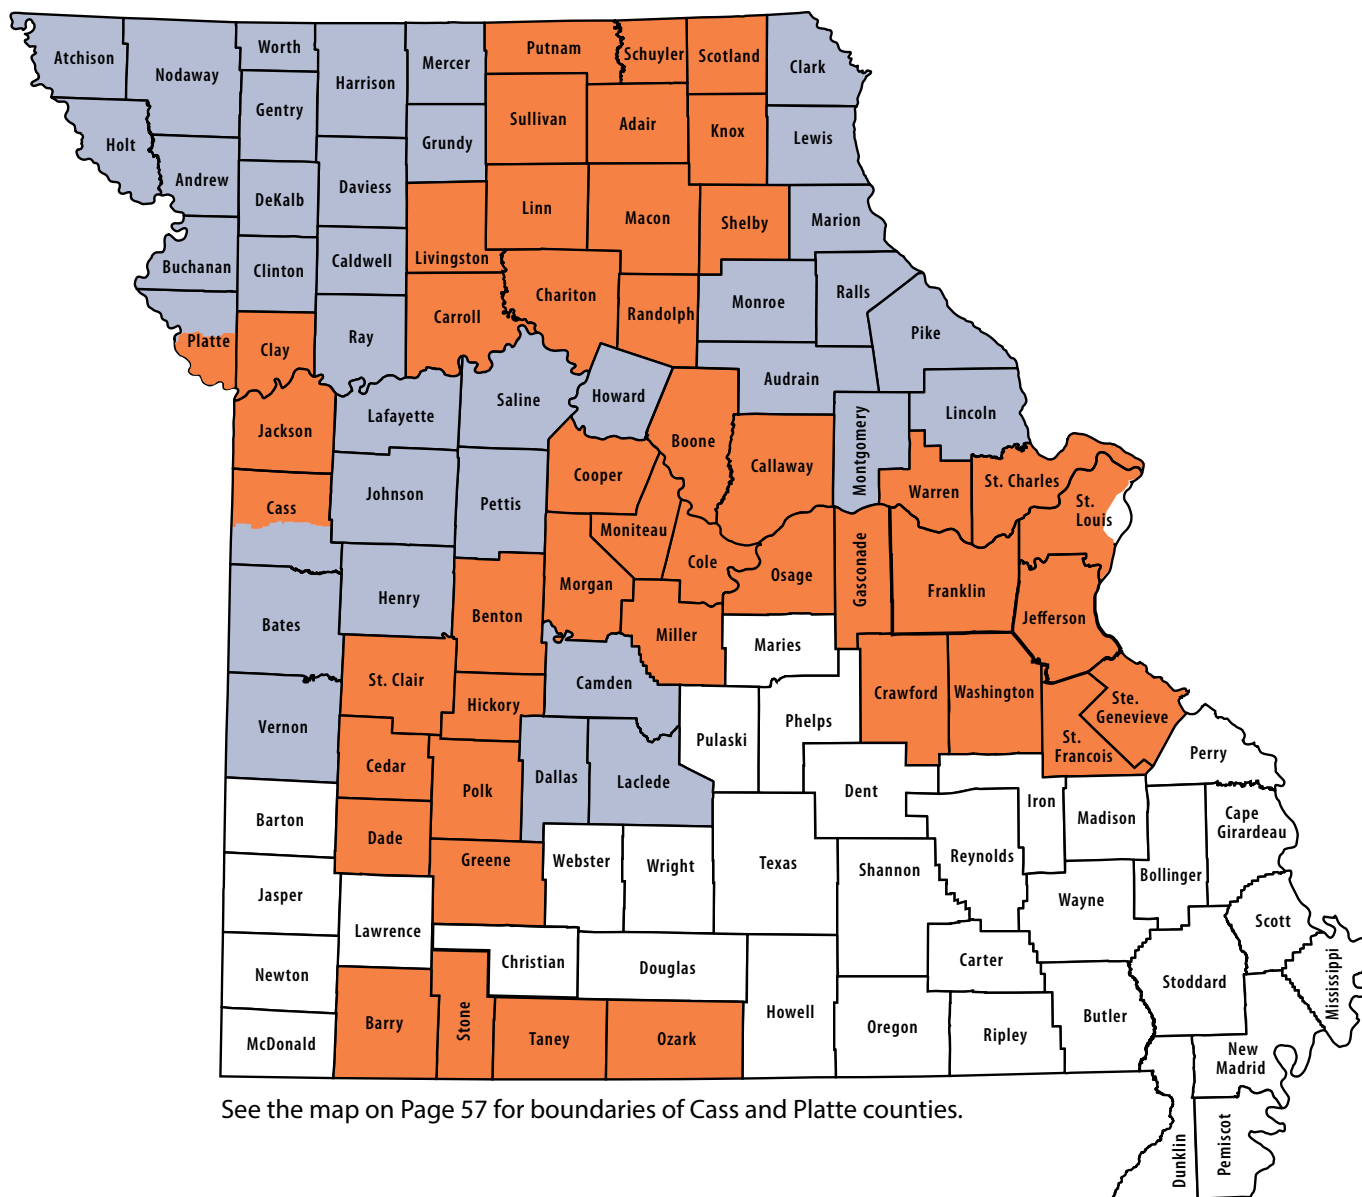 Atchison
Nodaway
Worth
Harrison
Mercer
Putnam
Schuyler
Scotland
Clark
Holt
Gentry
Grundy
Sullivan
Adair
Knox
Lewis
Andrew
DeKalb
Daviess
Livingston
Linn
Macon
Shelby
Marion
Buchanan
Clinton
Caldwell
Carroll
Chariton
Randolph
Monroe
Ralls
Pike
Platte
Clay
Ray
Saline
Howard
Audrain
Lincoln
Jackson
Lafayette
Cooper
Boone
Callaway
Montgomery
Warren
St. Charles
St.
Louis
Cass
Johnson
Pettis
Moniteau
Cole
Osage
Gasconade
Franklin
Jefferson
Bates
Henry
Benton
Morgan
Miller
Maries
Vernon
St. Clair
Hickory
Camden
Pulaski
Phelps
Crawford
Washington
St.
Francois
Ste.
Genevieve
Perry
Cedar
Polk
Dallas
Laclede
Dent
Iron
Madison
Cape
Girardeau
Barton
Dade
Greene
Webster
Wright
Texas
Shannon
Reynolds
Wayne
Bollinger
Scott
Jasper
Lawrence
Christian
Douglas
Carter
Stoddard
Mississippi
Newton
Barry
Stone
Taney
Ozark
Howell
Oregon
Ripley
Butler
New
Madrid
McDonald
Dunklin
Pemiscot
See the map on Page 57 for boundaries of Cass and Platte counties.